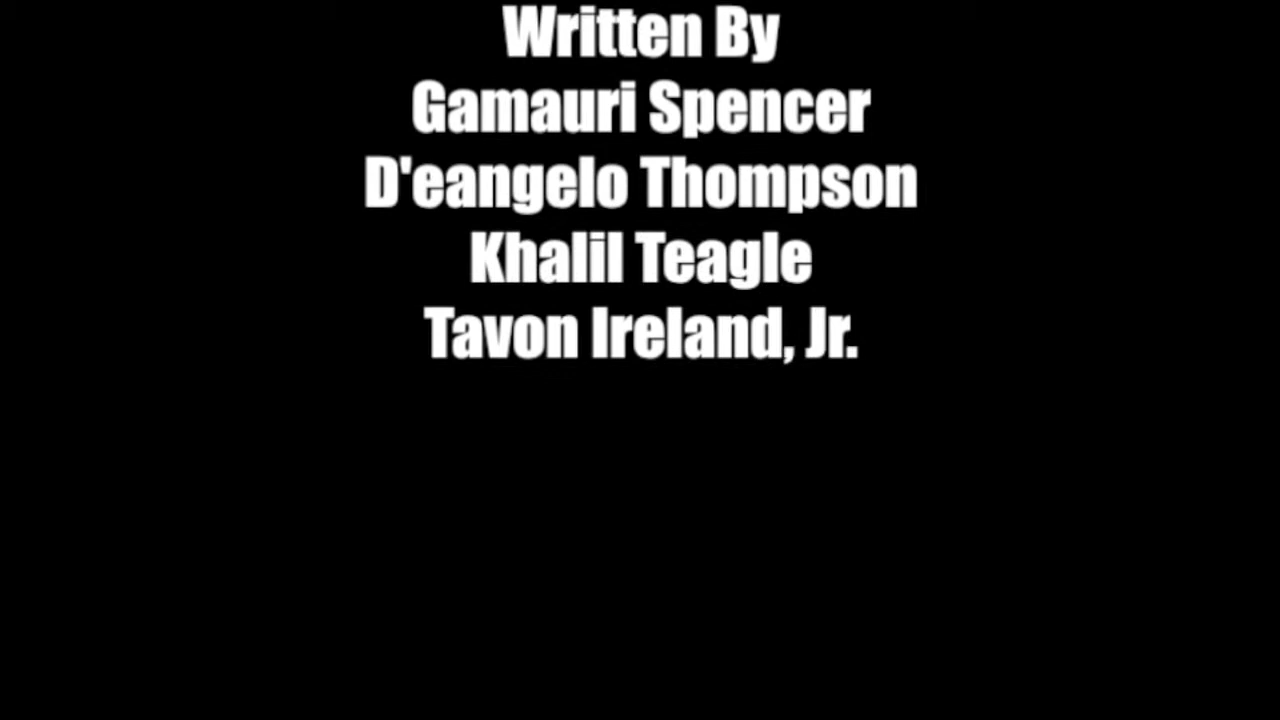 Written By
Gamauri Spencer
D'eangelo Thompson
Khalil Teagle
Tavon Ireland, Jr.